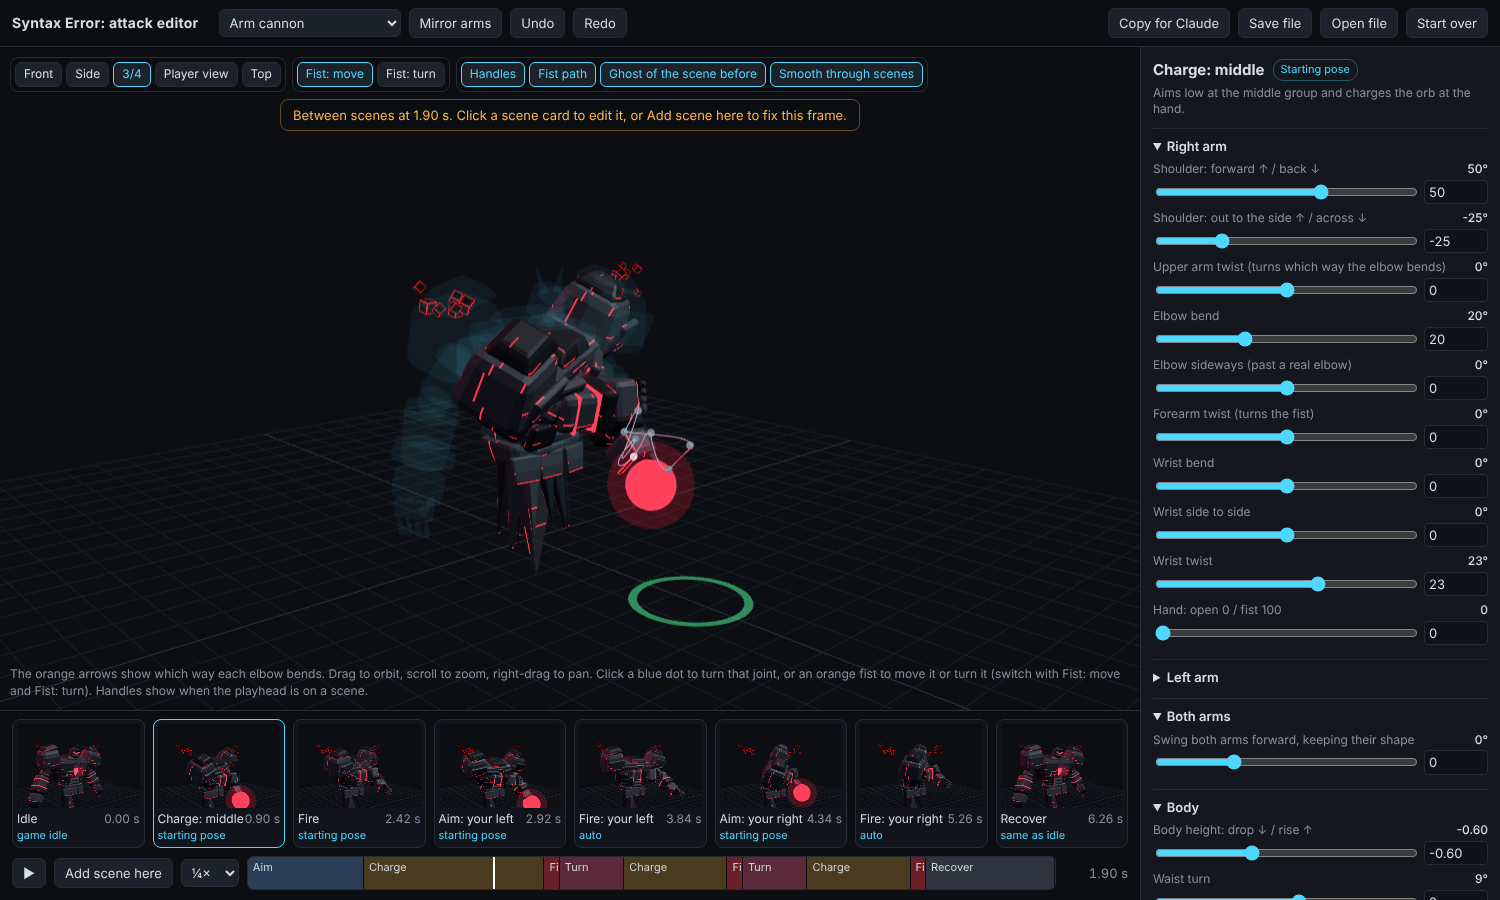 Syntax Error: attack editor
Arm cannon
Mirror arms
Undo
Redo
Copy for Claude
Save file
Open file
Start over
Front
Side
3/4
Player view
Top
Fist: move
Fist: turn
Handles
Fist path
Ghost of the scene before
Smooth through scenes
Between scenes at 1.90 s. Click a scene card to edit it, or Add scene here to fix this frame.
The orange arrows show which way each elbow bends. Drag to orbit, scroll to zoom, right-drag to pan. Click a blue dot to turn that joint, or an orange fist to move it or turn it (switch with Fist: move
and Fist: turn). Handles show when the playhead is on a scene.
Idle 0.00 s
game idle
Charge: middle 0.90 s
starting pose
Fire 2.42 s
starting pose
Aim: your left 2.92 s
starting pose
Fire: your left 3.84 s
auto
Aim: your right 4.34 s
starting pose
Fire: your right 5.26 s
auto
Recover 6.26 s
same as idle
▶
Add scene here
¼×
Aim
Charge
Fi
Turn
Charge
Fi
Turn
Charge
Fi
Recover
1.90 s
Charge: middle
Starting pose
Aims low at the middle group and charges the orb at the
hand.
▼ Right arm
Shoulder: forward ↑ / back ↓ 50°
50
Shoulder: out to the side ↑ / across ↓ -25°
-25
Upper arm twist (turns which way the elbow bends) 0°
0
Elbow bend 20°
20
Elbow sideways (past a real elbow) 0°
0
Forearm twist (turns the fist) 0°
0
Wrist bend 0°
0
Wrist side to side 0°
0
Wrist twist 23°
23
Hand: open 0 / fist 100 0
0
▶ Left arm
▼ Both arms
Swing both arms forward, keeping their shape 0°
0
▼ Body
Body height: drop ↓ / rise ↑ -0.60
-0.60
Waist turn 9°